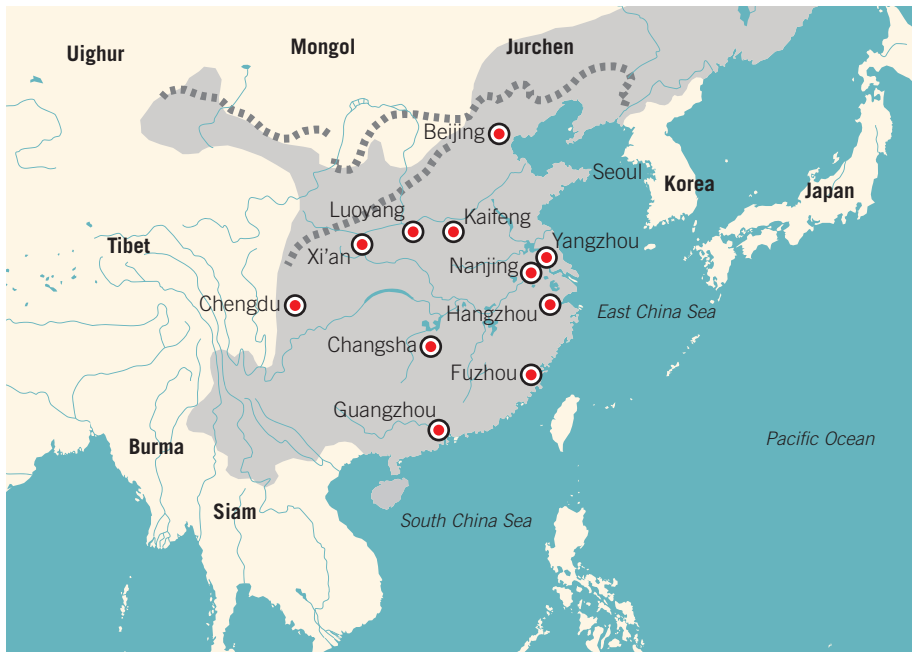 Uighur
Mongol
Jurchen
Beijing
Seoul
Korea
Japan
Luoyang
Kaifeng
Tibet
Xi’an
Yangzhou
Nanjing
Chengdu
Hangzhou
East China Sea
Changsha
Fuzhou
Guangzhou
Burma
Pacific Ocean
Siam
South China Sea